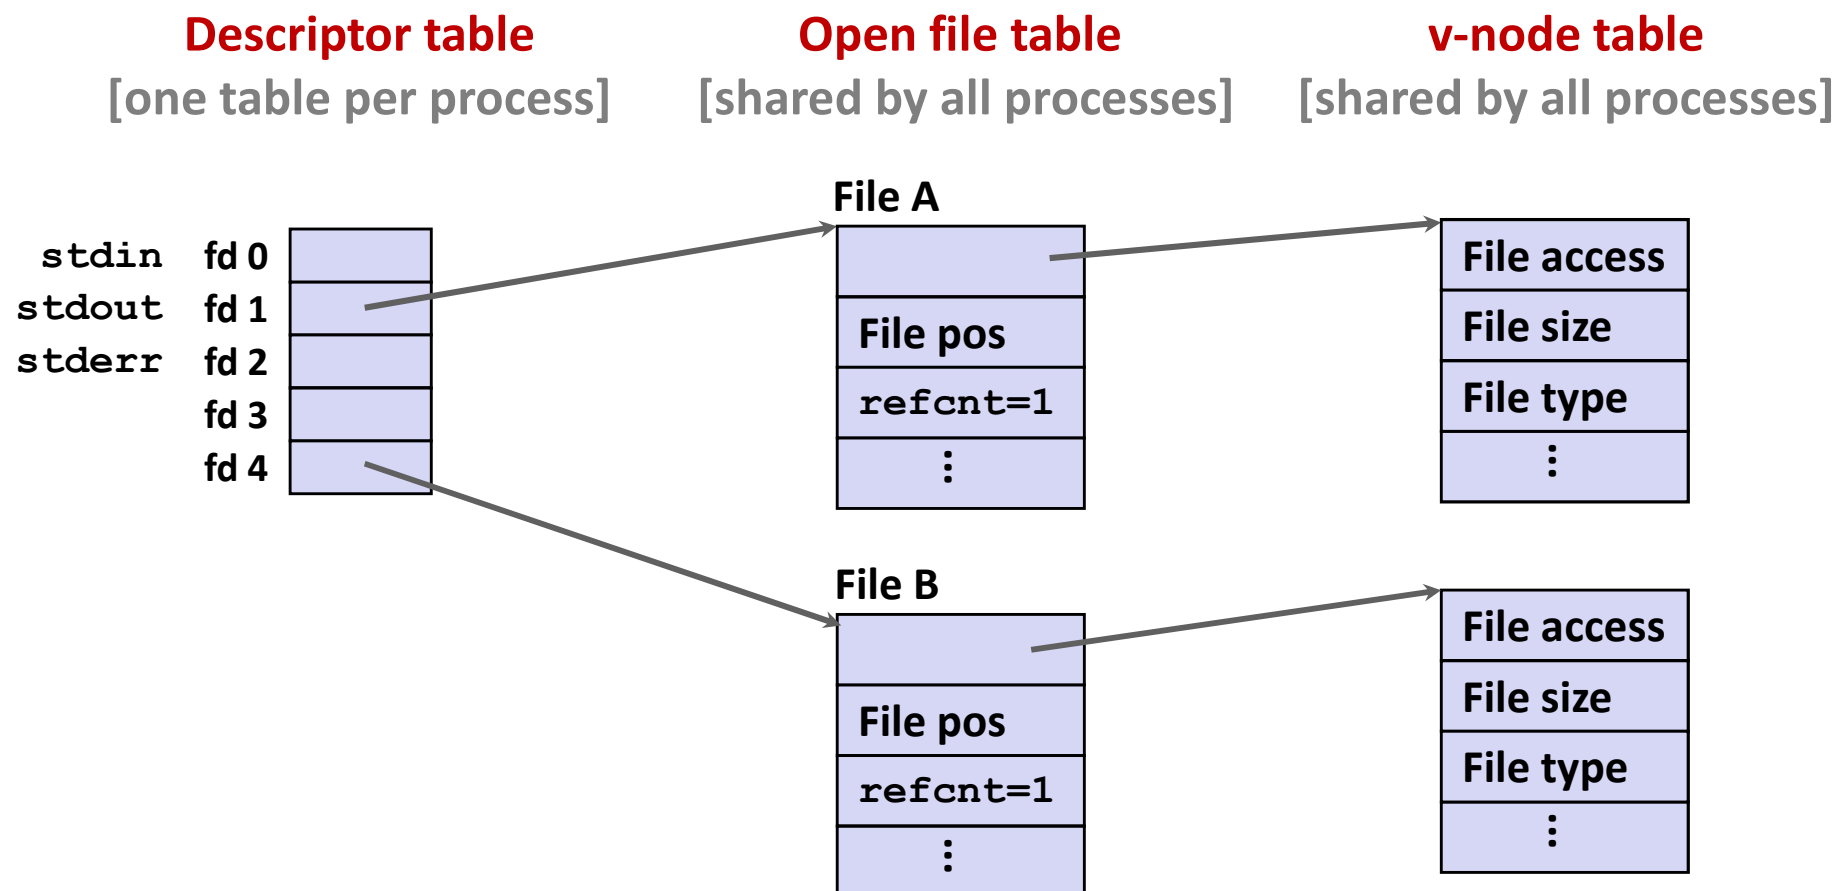 Descriptor table
[one table per process]
Open file table
[shared by all processes]
v-node table
[shared by all processes]
stdin fd 0
stdout fd 1
stderr fd 2
fd 3
fd 4
File A
File pos
refcnt=1
⋮
File access
File size
File type
⋮
File B
File pos
refcnt=1
⋮
File access
File size
File type
⋮